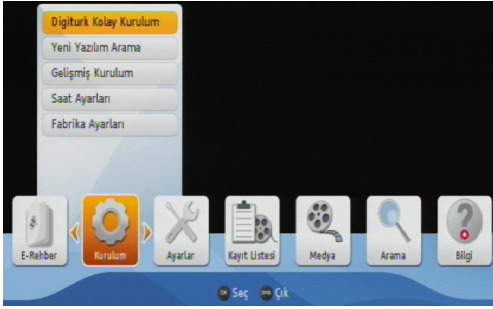 Digiturk Kolay Kurulum
Yeni Yazılım Arama
Gelişmiş Kurulum
Saat Ayarları
Fabrika Ayarları
E-Rehber
Kurulum
Ayarlar
Kayıt Listesi
Medya
Arama
Bilgi
OK Seç
Çık